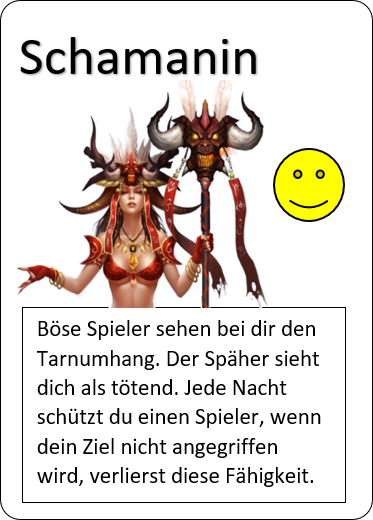 Schamanin
Böse Spieler sehen bei dir den
Tarnumhang. Der Späher sieht
dich als tötend. Jede Nacht
schützt du einen Spieler, wenn
dein Ziel nicht angegriffen
wird, verlierst diese Fähigkeit.